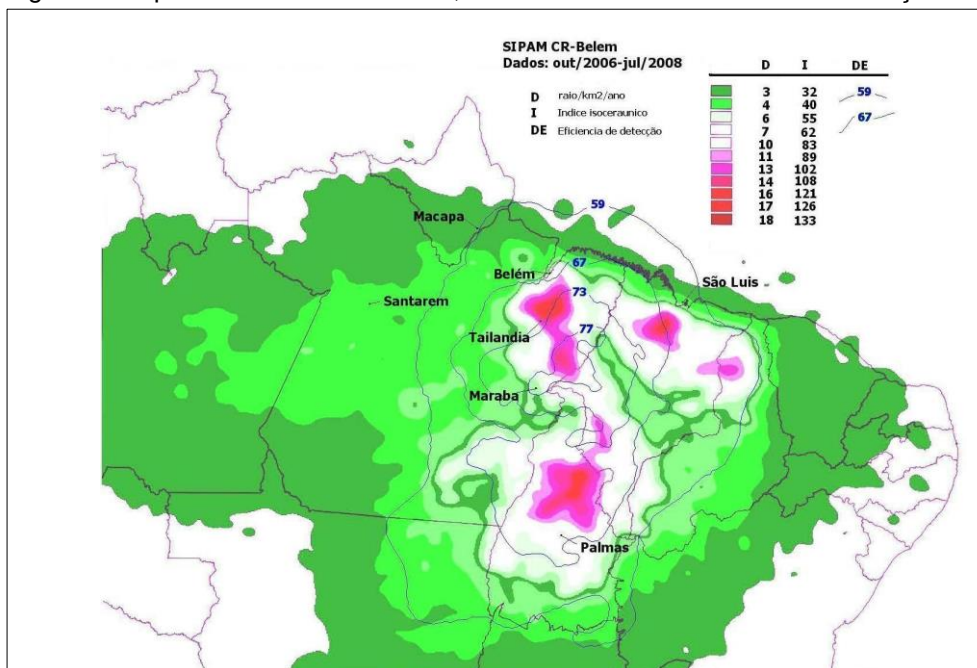 SIPAM CR-Belem
Dados: out/2006-jul/2008
D raio/km2/ano
I Indice isoceraunico
DE Eficiencia de detecção
D I DE
3 32 59
4 40
6 55 67
7 62
10 83
11 89
13 102
14 108
16 121
17 126
18 133
59
Macapa
67
Belém
São Luis
73
Santarem
Tailandia
77
Maraba
Palmas